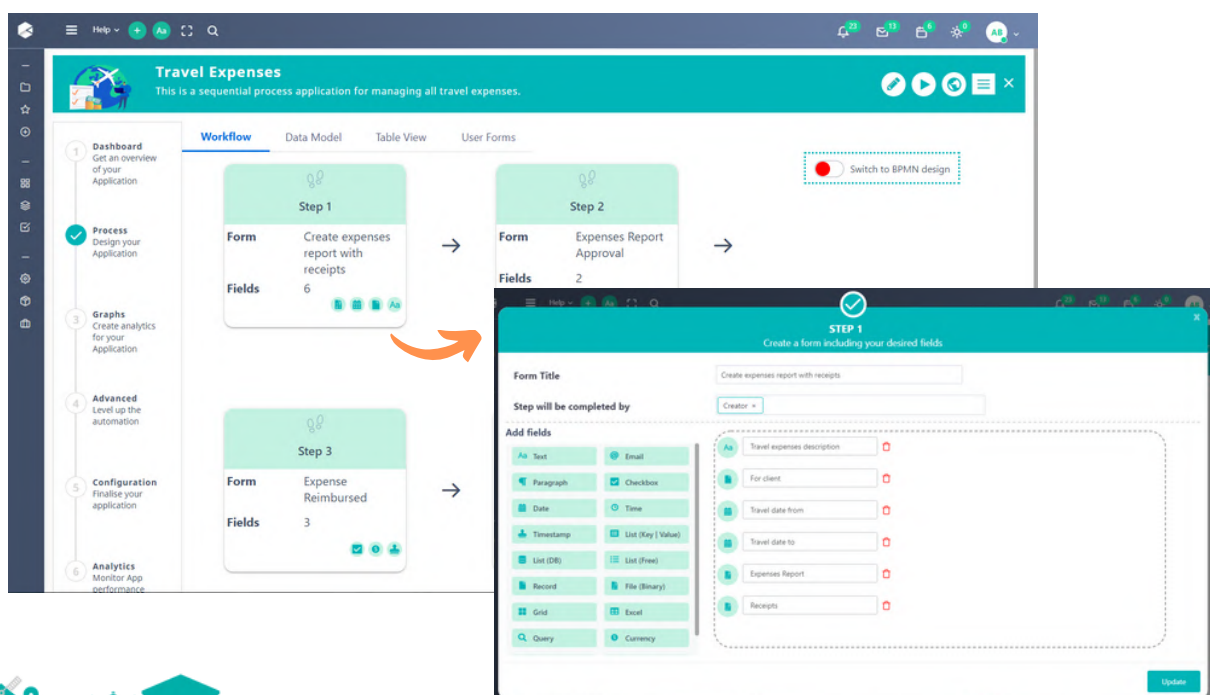 Help
Aa
23
13
6
0
AB
Travel Expenses
This is a sequential process application for managing all travel expenses.
1
Dashboard
Get an overview
of your
Application
Process
Design your
Application
3
Graphs
Create analytics
for your
Application
4
Advanced
Level up the
automation
5
Configuration
Finalise your
application
6
Analytics
Monitor App
performance
Workflow
Data Model
Table View
User Forms
Switch to BPMN design
Step 1
Form
Create expenses
report with
receipts
Fields
6
Aa
Step 2
Form
Expenses Report
Approval
Fields
2
Step 3
Form
Expense
Reimbursed
Fields
3
Help
Aa
23
13
6
0
AB
x
STEP 1
Create a form including your desired fields
Form Title
Create expenses report with receipts
Step will be completed by
Creator ×
Add fields
Aa Text
@ Email
Paragraph
Checkbox
Date
Time
Timestamp
List (Key | Value)
List (DB)
List (Free)
Record
File (Binary)
Grid
Excel
Query
Currency
Aa
Travel expenses description
For client
Travel date from
Travel date to
Expenses Report
Receipts
Update